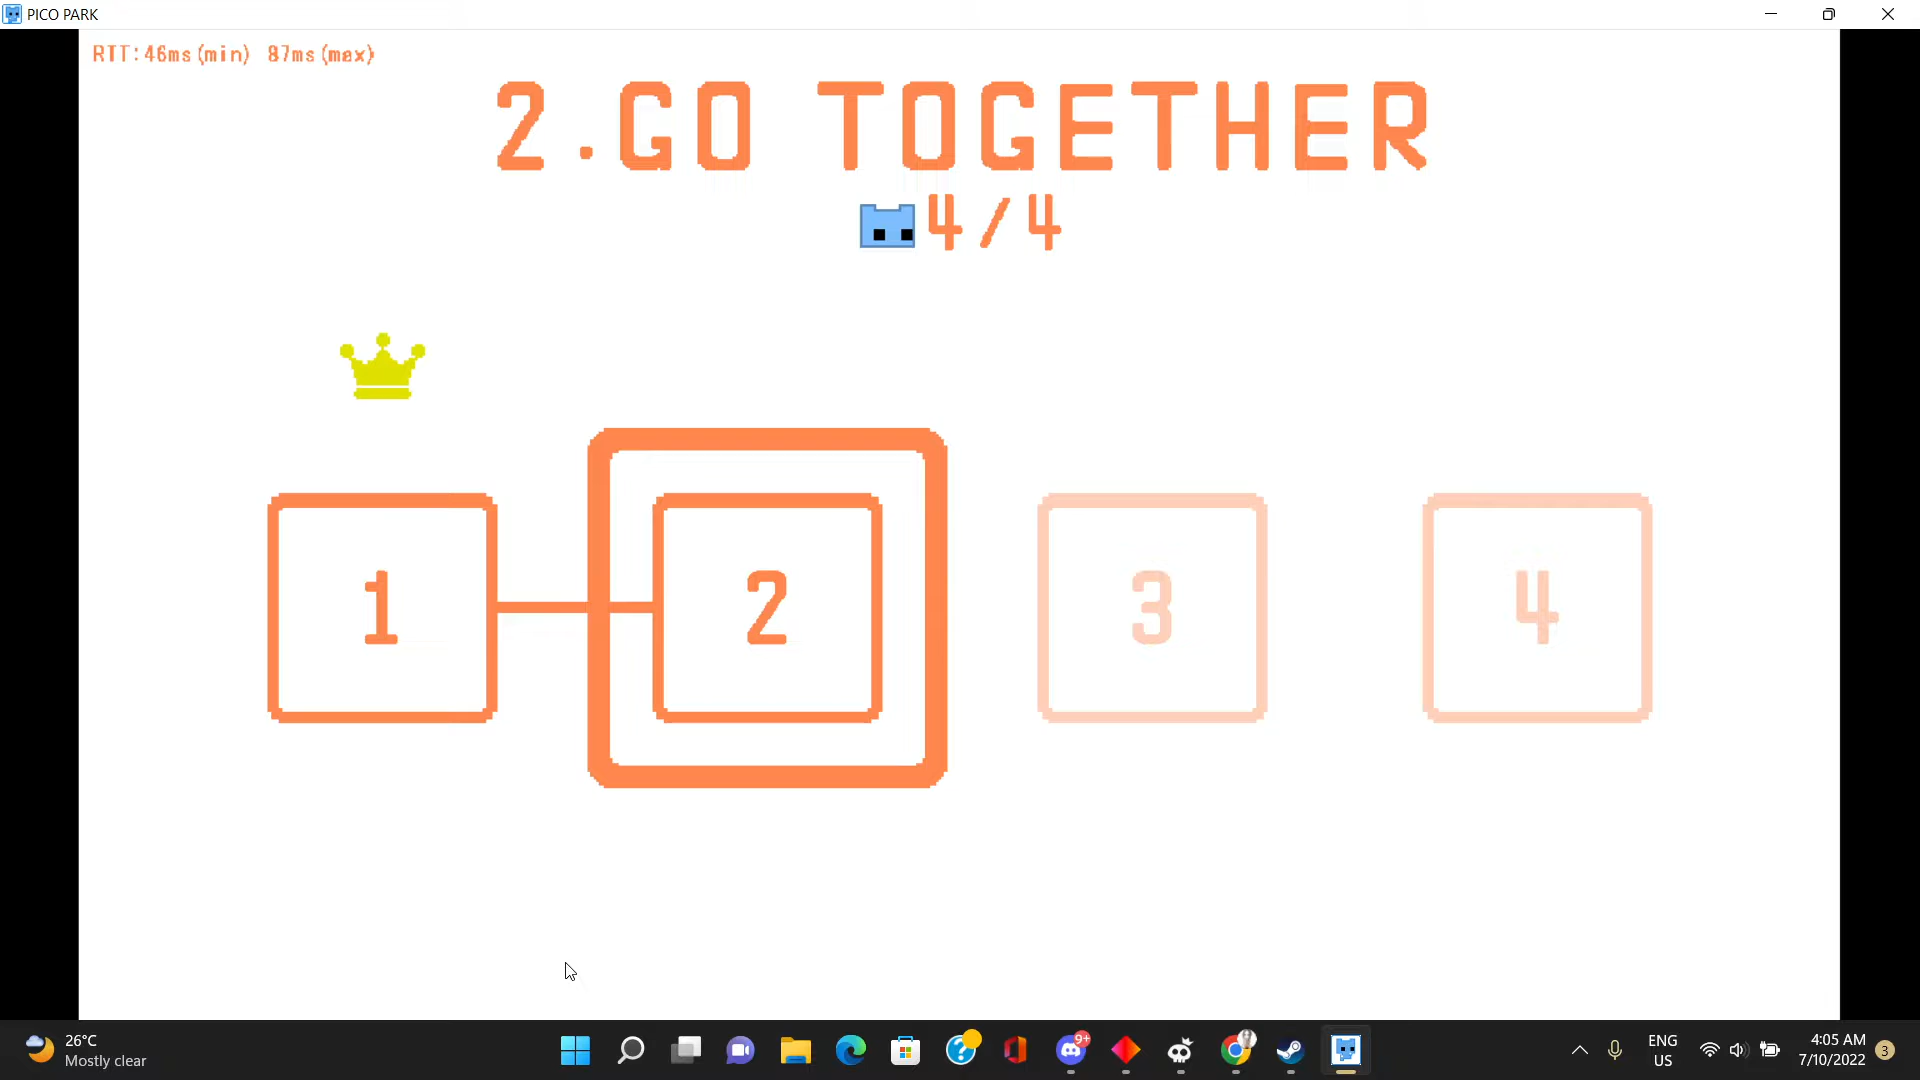 PICO PARK
RTT:46ms(min) 87ms(max)
2.GO TOGETHER
4/4
1
2
3
4
26°C
Mostly clear
9+
ENG
US
4:05 AM
7/10/2022
3